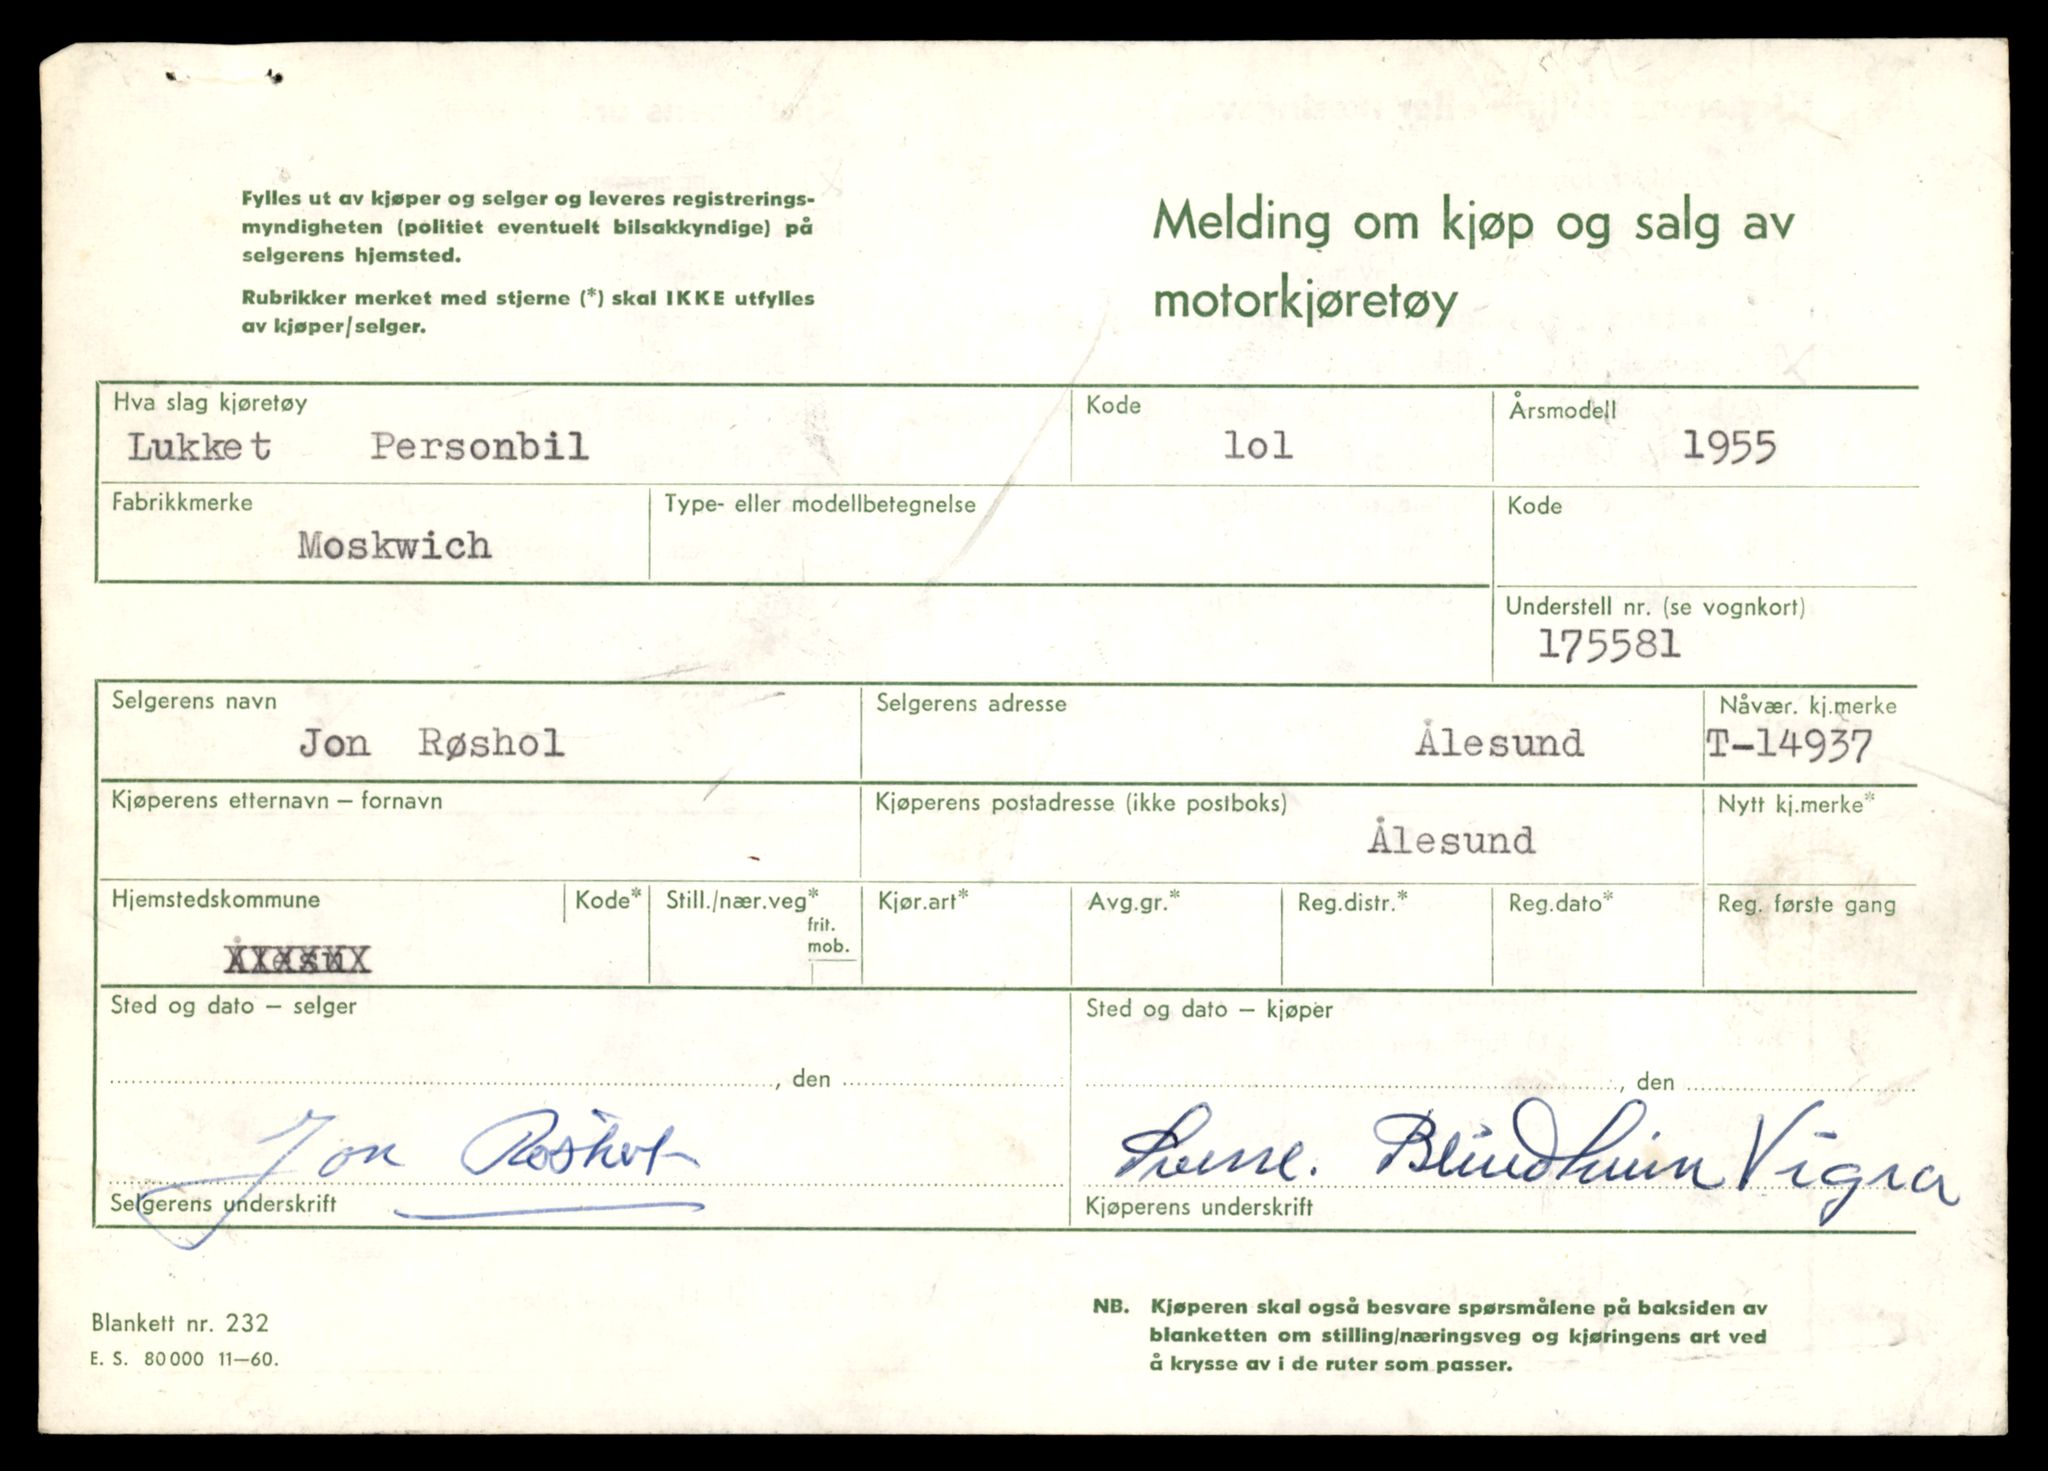 Fylles ut av kjøper og selger og leveres registrerings-
myndigheten (politiet eventuelt bilsakkyndige) på
selgerens hjemsted.
Rubrikker merket med stjerne (*) skal IKKE utfylles
av kjøper/selger.
Melding om kjøp og salg av
motorkjøretøy
Hva slag kjøretøy Kode Årsmodell
Lukket Personbil lol 1955
Fabrikkmerke Type- eller modellbetegnelse Kode
Moskwich
Understell nr. (se vognkort)
175581
Selgerens navn Selgerens adresse Nåvær. kj.merke
Jon Røshol Ålesund T-14937
Kjøperens etternavn – fornavn Kjøperens postadresse (ikke postboks) Nytt kj.merke*
Ålesund
Hjemstedskommune Kode* Still./nær.veg* Kjør.art* Avg.gr.* Reg.distr.* Reg.dato* Reg. første gang
frit.
mob.
Sted og dato – selger Sted og dato – kjøper
, den , den
Jon Røshol Blindheim Vigra
Selgerens underskrift Kjøperens underskrift
Blankett nr. 232
E. S. 80000 11–60.
NB. Kjøperen skal også besvare spørsmålene på baksiden av
blanketten om stilling/næringsveg og kjøringens art ved
å krysse av i de ruter som passer.